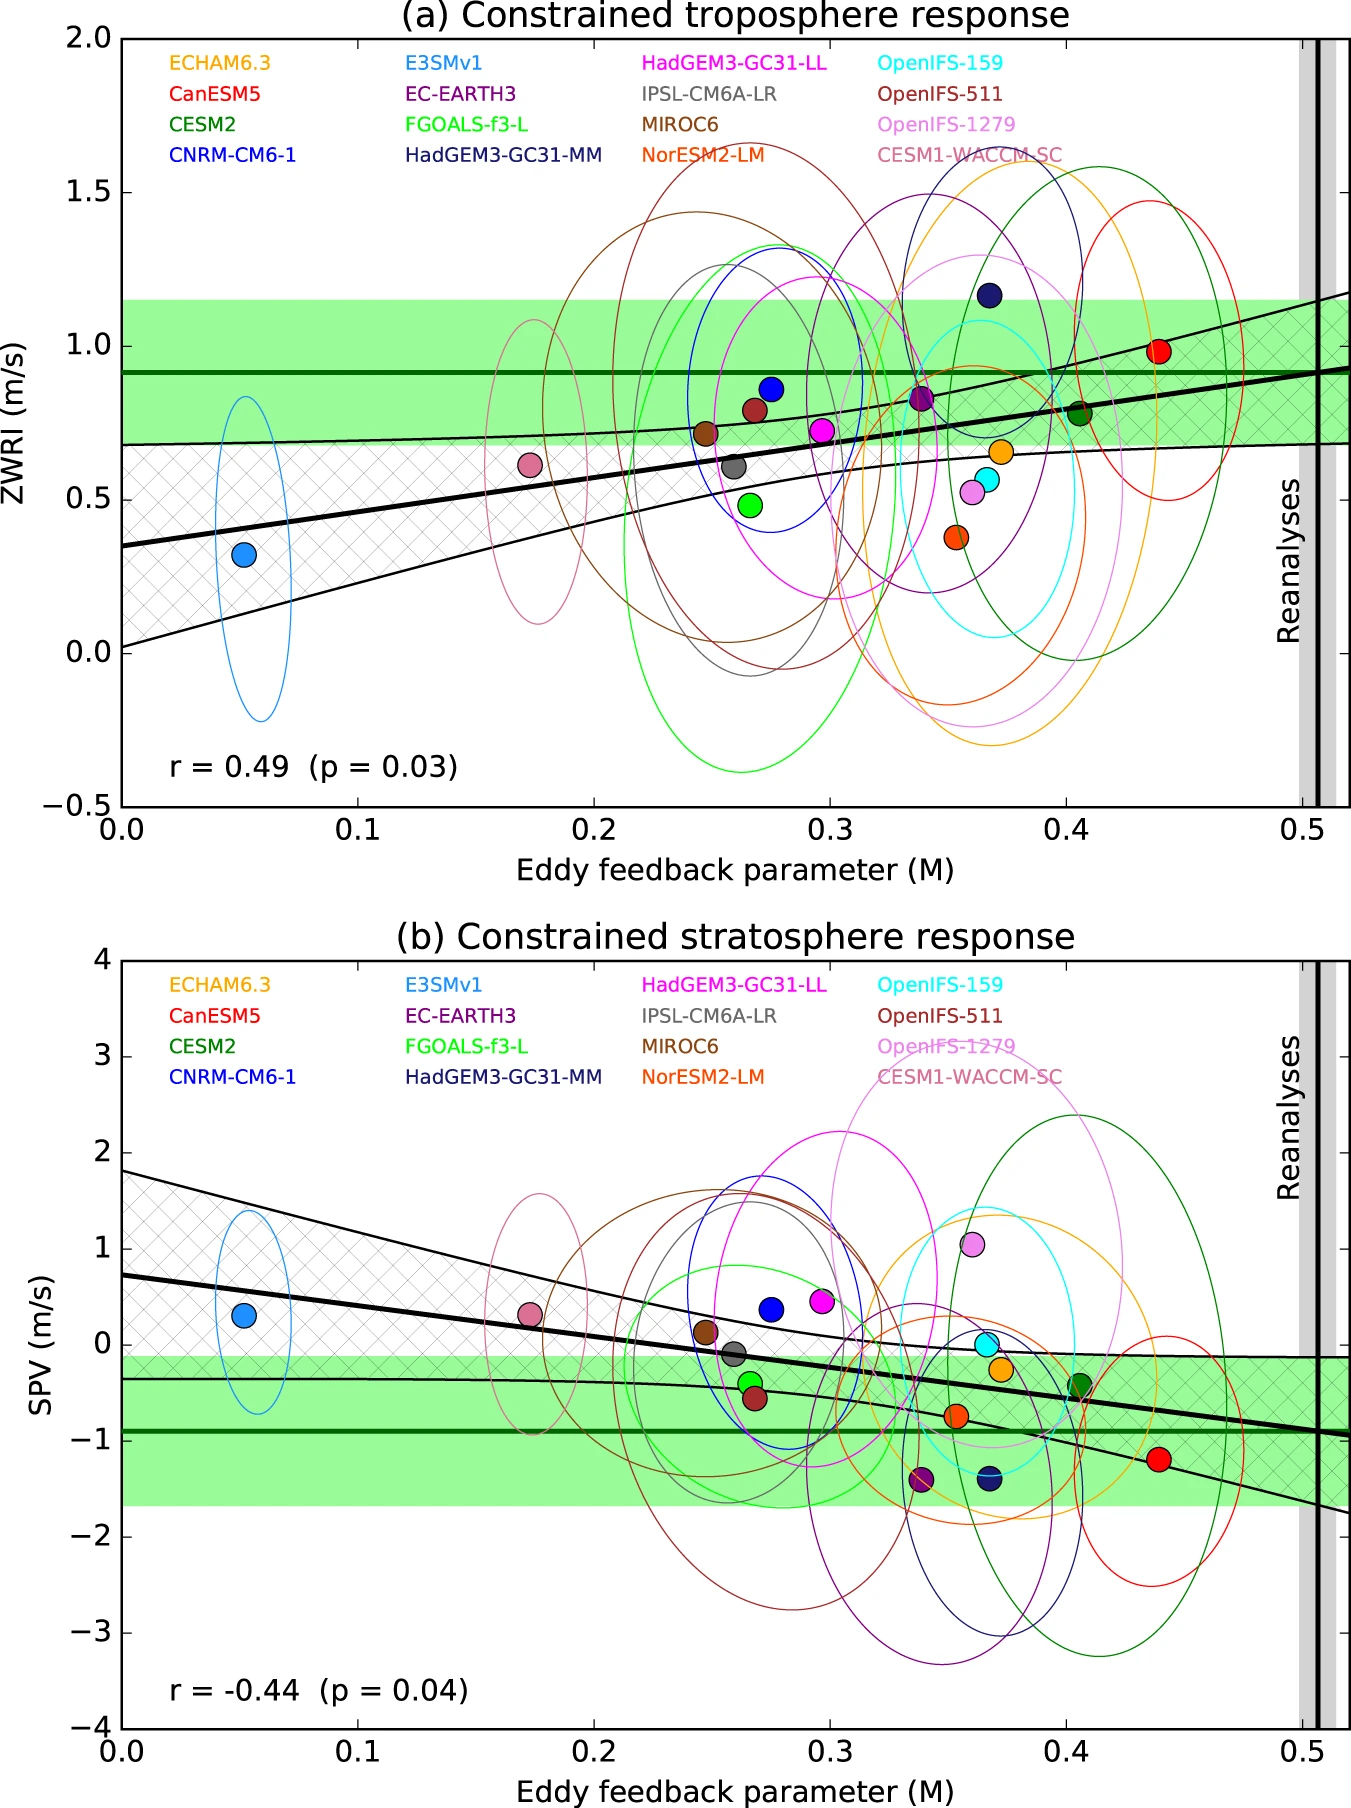 (a) Constrained troposphere response
2.0
1.5
1.0
0.5
0.0
−0.5
ZWRI (m/s)
ECHAM6.3 E3SMv1 HadGEM3-GC31-LL OpenIFS-159
CanESM5 EC-EARTH3 IPSL-CM6A-LR OpenIFS-511
CESM2 FGOALS-f3-L MIROC6 OpenIFS-1279
CNRM-CM6-1 HadGEM3-GC31-MM NorESM2-LM CESM1-WACCM-SC
Reanalyses
r = 0.49 (p = 0.03)
0.0 0.1 0.2 0.3 0.4 0.5
Eddy feedback parameter (M)
(b) Constrained stratosphere response
4
3
2
1
0
−1
−2
−3
−4
SPV (m/s)
ECHAM6.3 E3SMv1 HadGEM3-GC31-LL OpenIFS-159
CanESM5 EC-EARTH3 IPSL-CM6A-LR OpenIFS-511
CESM2 FGOALS-f3-L MIROC6 OpenIFS-1279
CNRM-CM6-1 HadGEM3-GC31-MM NorESM2-LM CESM1-WACCM-SC
Reanalyses
r = -0.44 (p = 0.04)
0.0 0.1 0.2 0.3 0.4 0.5
Eddy feedback parameter (M)